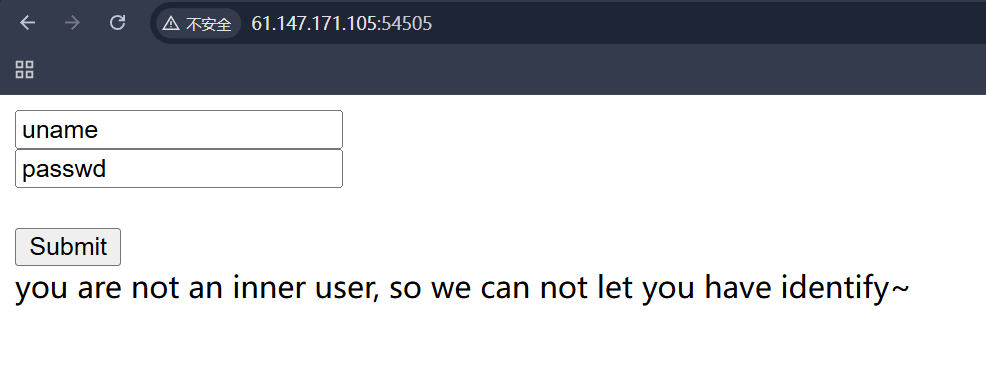 不安全 61.147.171.105:54505
uname
passwd
Submit
you are not an inner user, so we can not let you have identify~